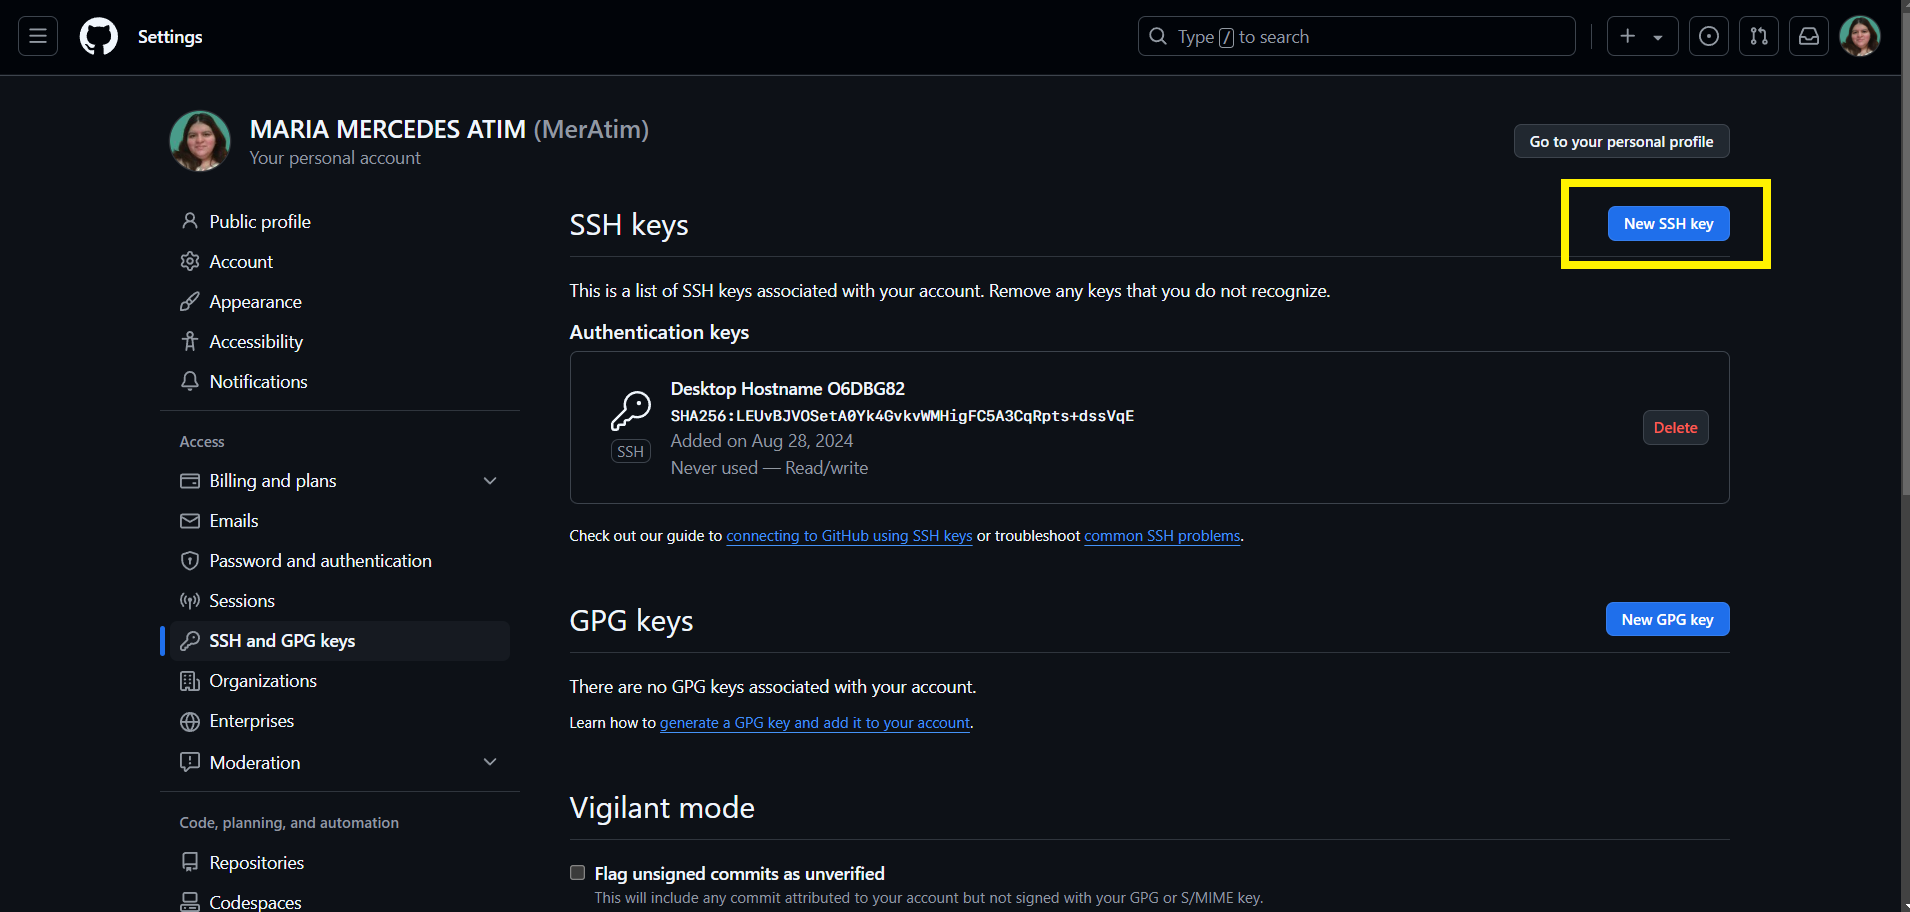 Settings
Type / to search
MARIA MERCEDES ATIM (MerAtim)
Your personal account
Go to your personal profile
Public profile
Account
Appearance
Accessibility
Notifications
Access
Billing and plans
Emails
Password and authentication
Sessions
SSH and GPG keys
Organizations
Enterprises
Moderation
Code, planning, and automation
Repositories
Codespaces
SSH keys
New SSH key
This is a list of SSH keys associated with your account. Remove any keys that you do not recognize.
Authentication keys
SSH
Desktop Hostname O6DBG82
SHA256:LEUvBJVOSetA0Yk4GvkvWMHigFC5A3CqRpts+dssVqE
Added on Aug 28, 2024
Never used — Read/write
Delete
Check out our guide to connecting to GitHub using SSH keys or troubleshoot common SSH problems.
GPG keys
New GPG key
There are no GPG keys associated with your account.
Learn how to generate a GPG key and add it to your account.
Vigilant mode
Flag unsigned commits as unverified
This will include any commit attributed to your account but not signed with your GPG or S/MIME key.